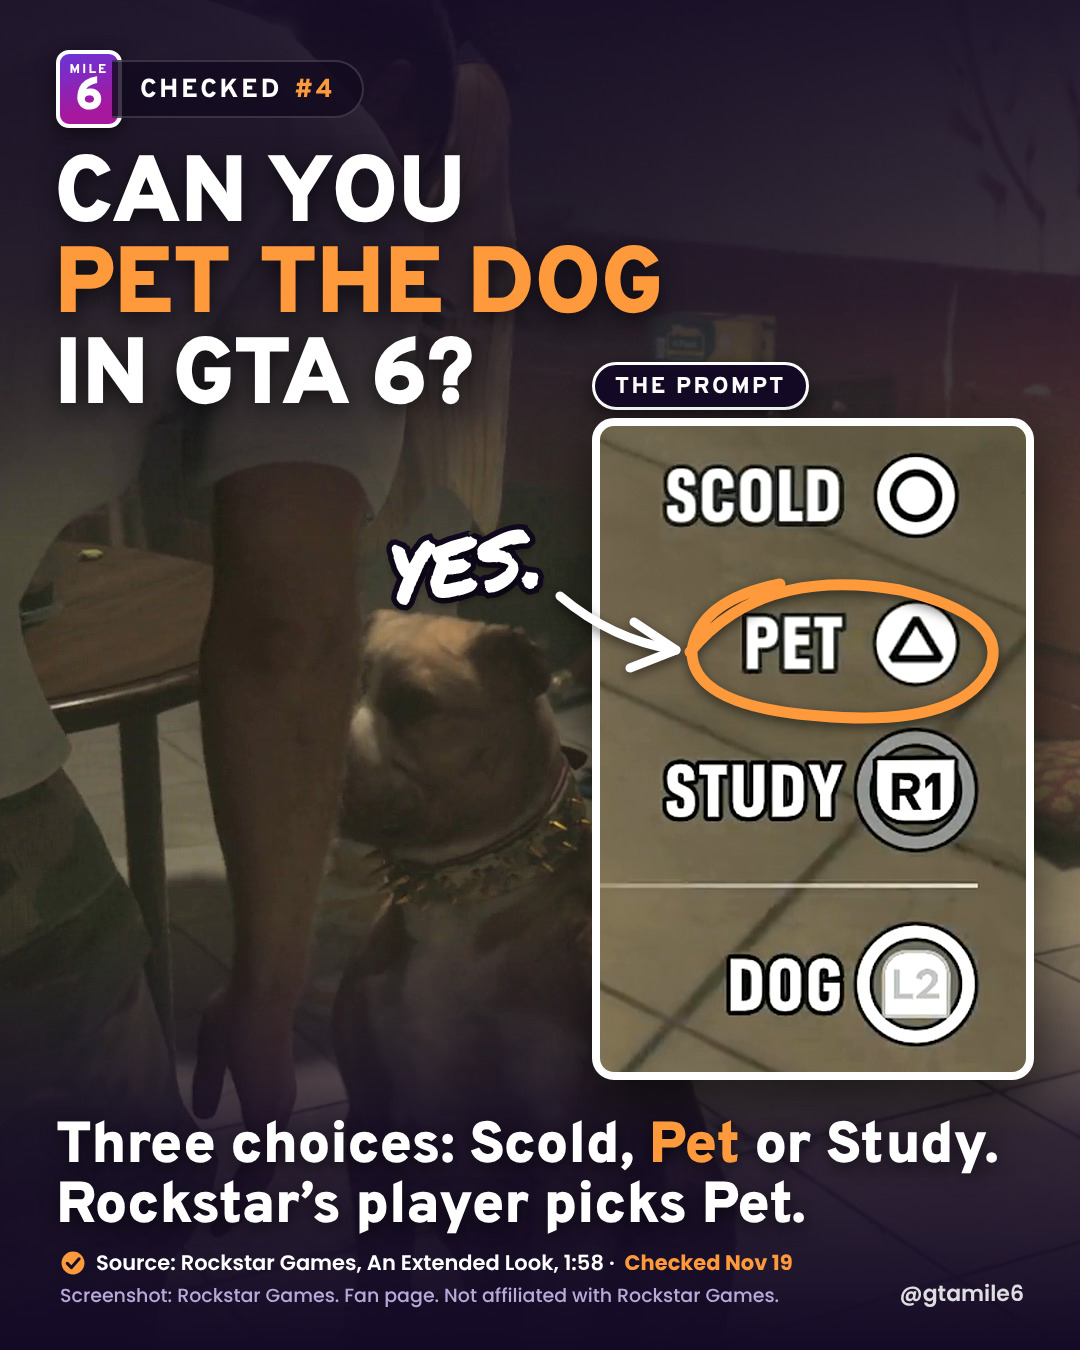 MILE
6
CHECKED #4
CAN YOU
PET THE DOG
IN GTA 6?
THE PROMPT
SCOLD
YES.
PET
STUDY R1
DOG L2
Three choices: Scold, Pet or Study.
Rockstar’s player picks Pet.
Source: Rockstar Games, An Extended Look, 1:58 · Checked Nov 19
Screenshot: Rockstar Games. Fan page. Not affiliated with Rockstar Games.
@gtamile6